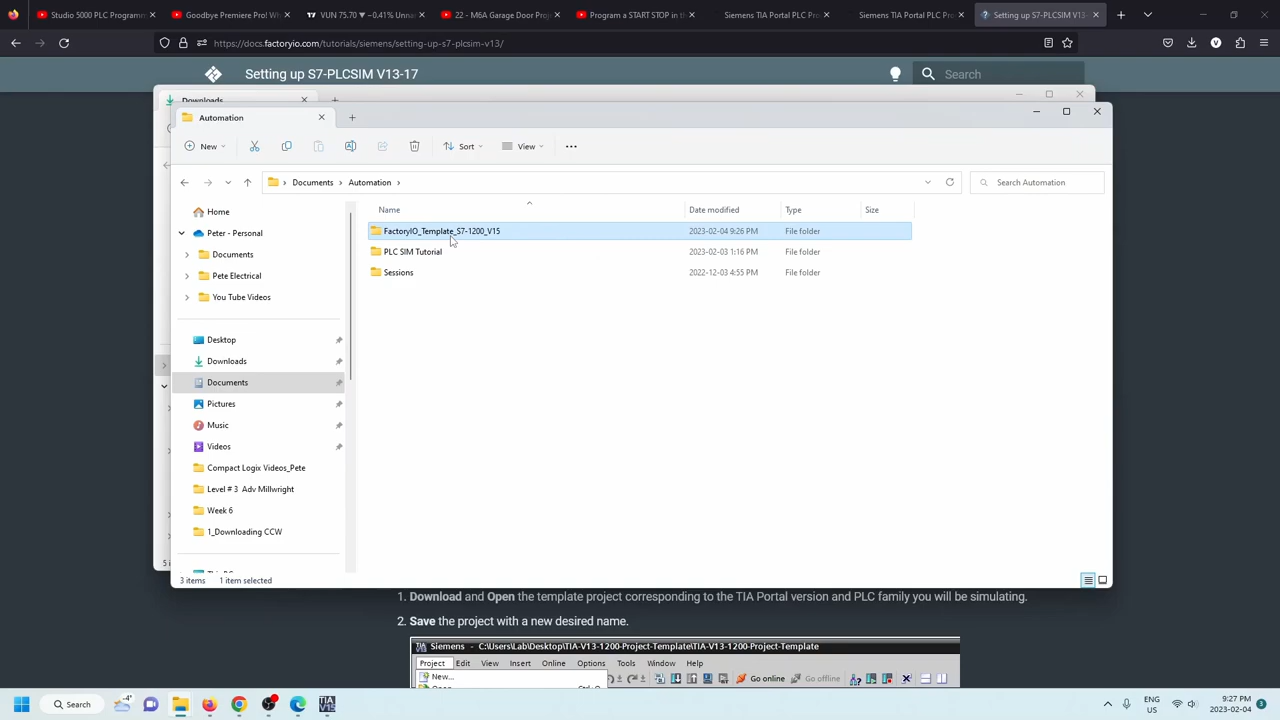 Studio 5000 PLC Programm
Goodbye Premiere Pro! Why
VUN 75.70 ▼ −0.41% Unnar
22 - M6A Garage Door Prog
Program a START STOP in th
Siemens TIA Portal PLC Pr
Siemens TIA Portal PLC Pro
Setting up S7-PLCSIM V13-
https://docs.factoryio.com/tutorials/siemens/setting-up-s7-plcsim-v13/
Setting up S7-PLCSIM V13-17
Search
Downloads
Automation
New
Sort
View
Documents > Automation >
Search Automation
Name
Date modified
Type
Size
Home
Peter - Personal
Documents
Pete Electrical
You Tube Videos
Desktop
Downloads
Documents
Pictures
Music
Videos
Compact Logix Videos_Pete
Level # 3 Adv Millwright
Week 6
1_Downloading CCW
FactoryIO_Template_S7-1200_V15 2023-02-04 9:26 PM File folder
PLC SIM Tutorial 2023-02-03 1:16 PM File folder
Sessions 2022-12-03 4:55 PM File folder
3 items 1 item selected
1. Download and Open the template project corresponding to the TIA Portal version and PLC family you will be simulating.
2. Save the project with a new desired name.
Siemens - C:\Users\Lab\Desktop\TIA-V13-1200-Project-Template\TIA-V13-1200-Project-Template
Project Edit View Insert Online Options Tools Window Help
New...
Go online Go offline
Search
TIA V15
ENG
US
9:27 PM
2023-02-04
3